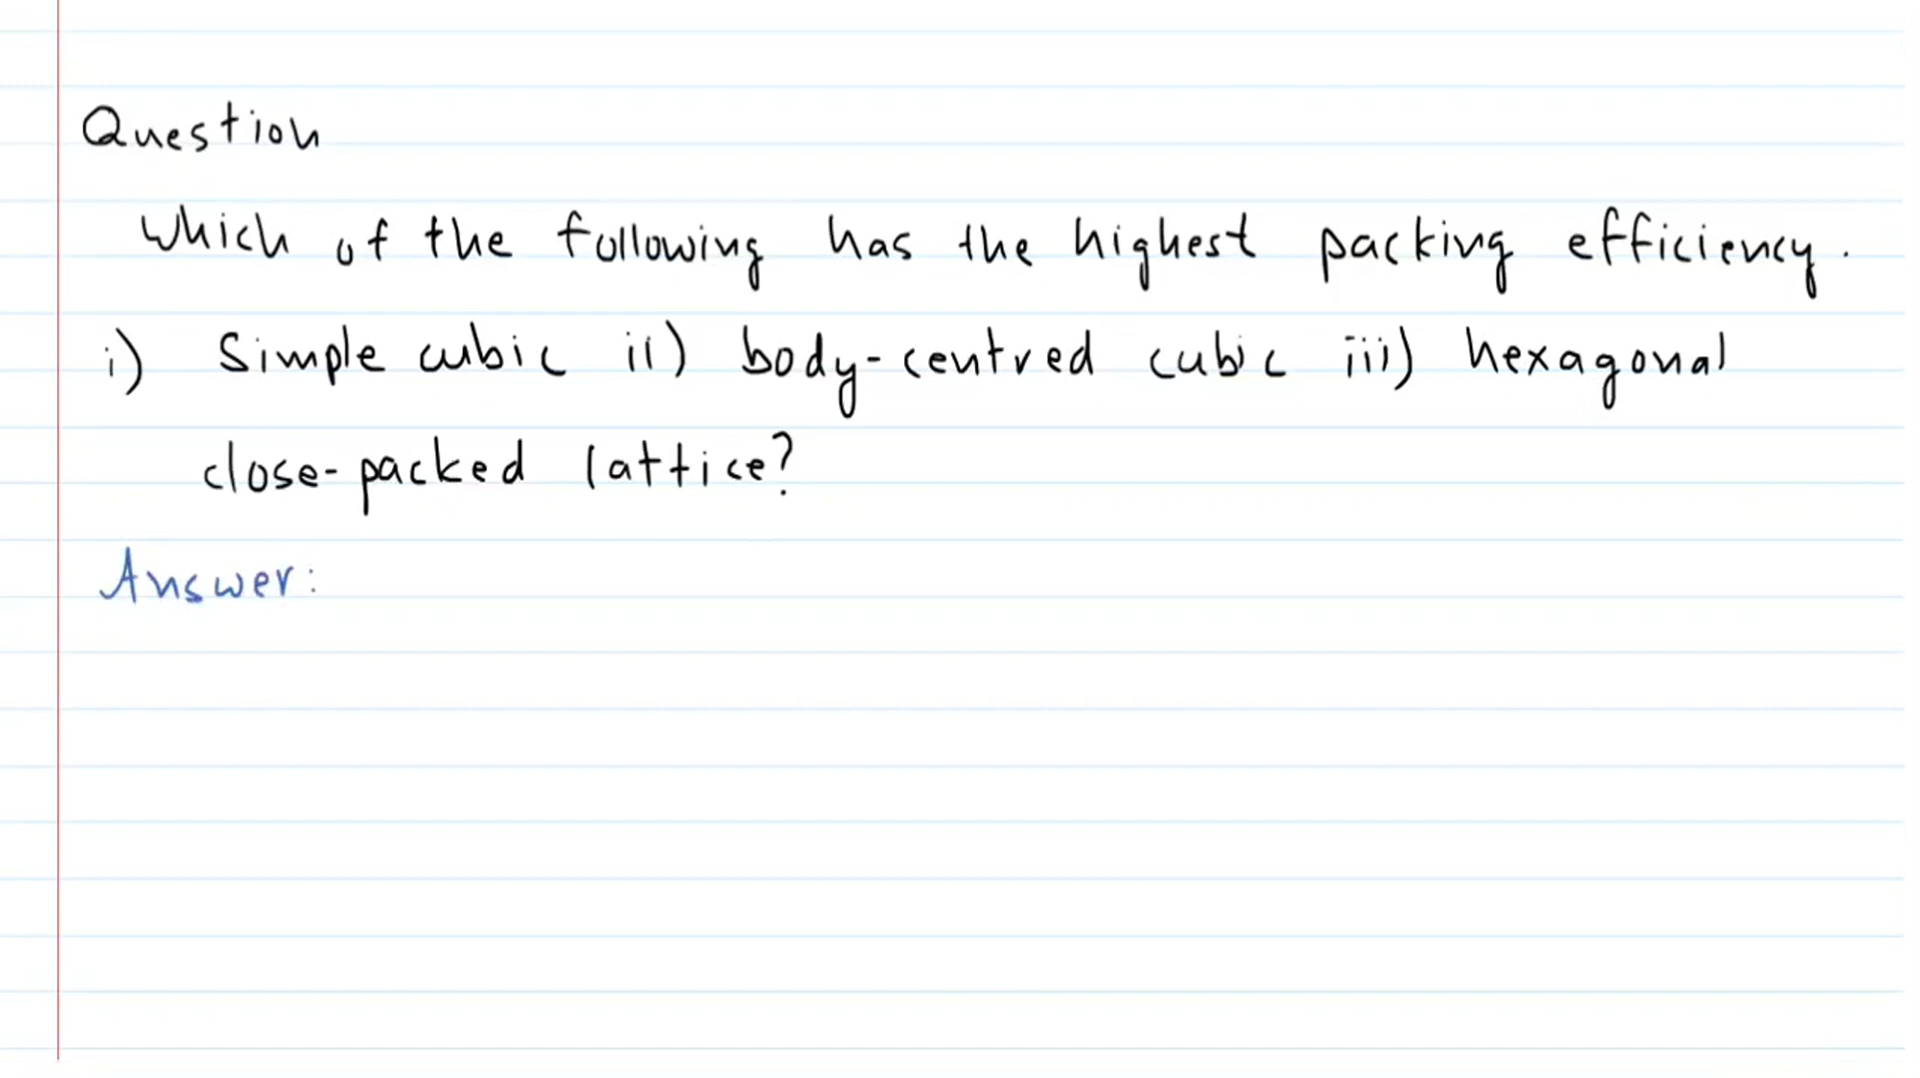 Question
Which of the following has the highest packing efficiency.
i) Simple cubic ii) body-centred cubic iii) hexagonal
close-packed lattice?
Answer: